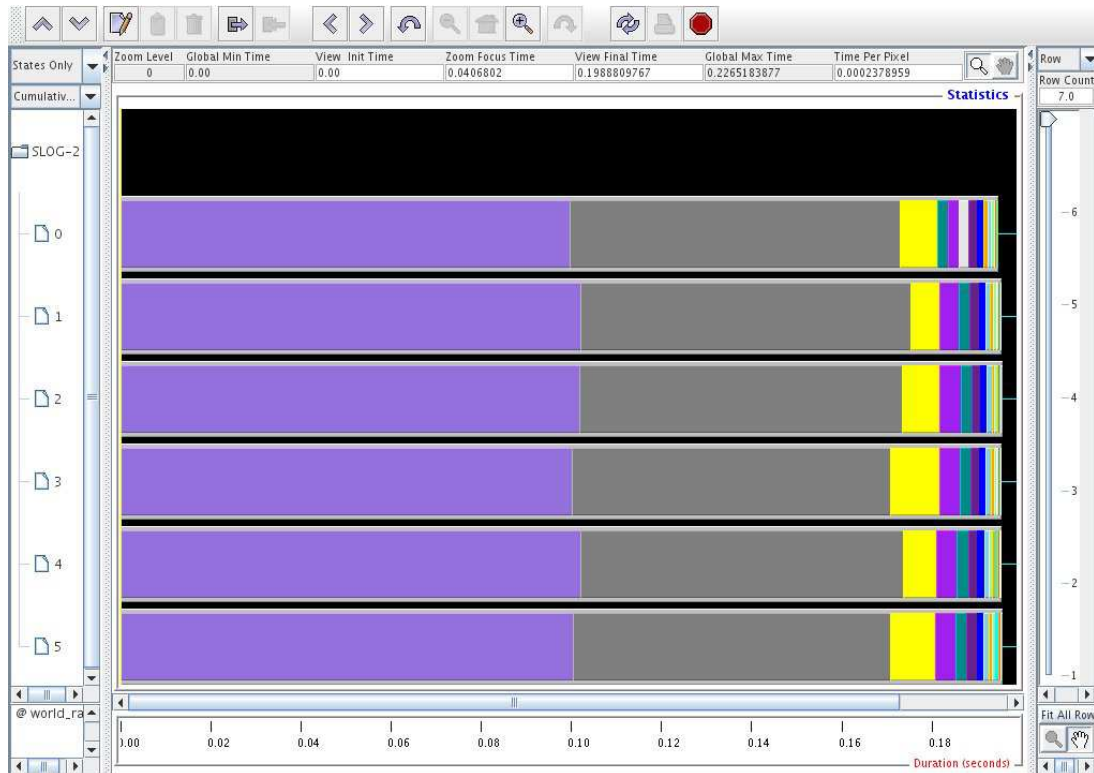 States Only
Cumulativ...
SLOG-2
0
1
2
3
4
5
@ world_ra
Zoom Level Global Min Time View Init Time Zoom Focus Time View Final Time Global Max Time Time Per Pixel
0 0.00 0.00 0.0406802 0.1988809767 0.2265183877 0.0002378959
Statistics
0.00 0.02 0.04 0.06 0.08 0.10 0.12 0.14 0.16 0.18
Duration (seconds)
Row
Row Count
7.0
6
5
4
3
2
1
Fit All Row